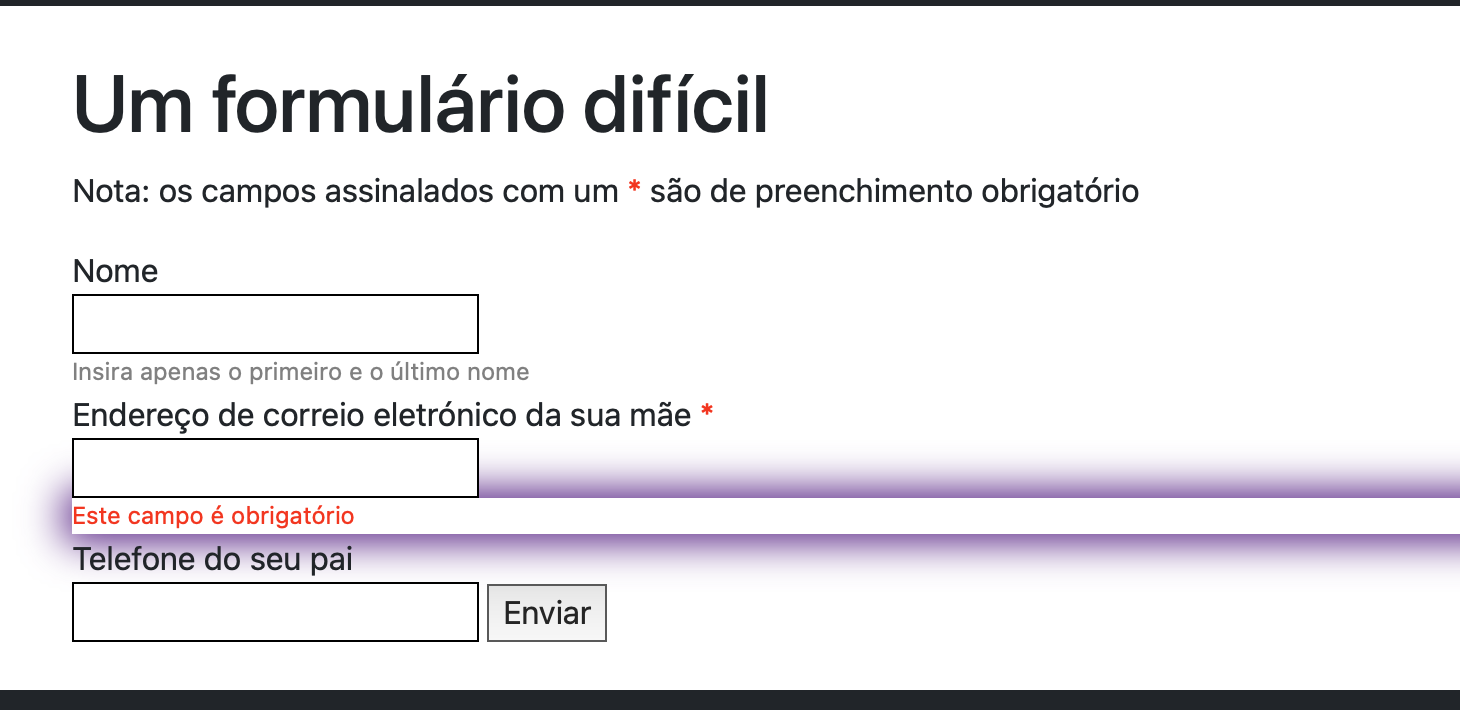 Um formulário difícil
Nota: os campos assinalados com um * são de preenchimento obrigatório
Nome
Insira apenas o primeiro e o último nome
Endereço de correio eletrónico da sua mãe *
Este campo é obrigatório
Telefone do seu pai
Enviar